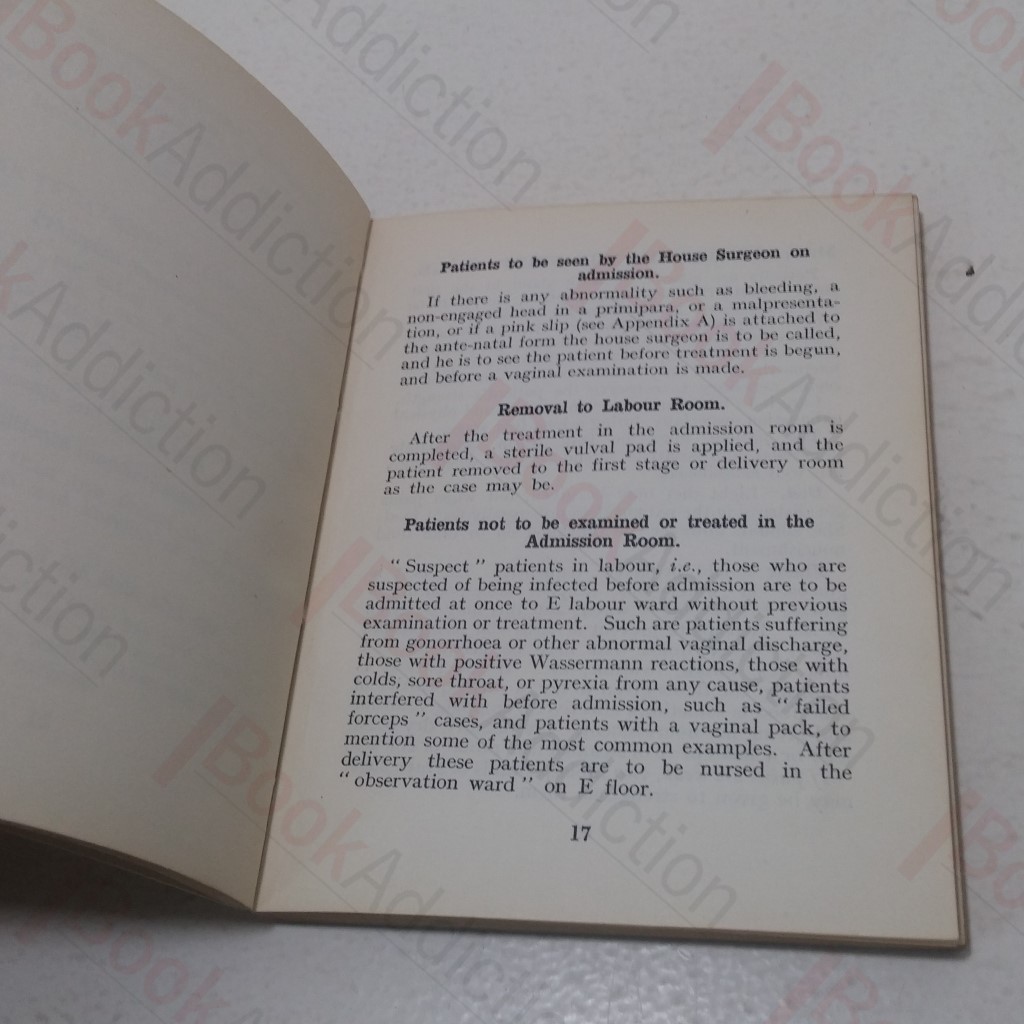 Patients to be seen by the House Surgeon on
admission.
If there is any abnormality such as bleeding, a
non-engaged head in a primipara, or a malpresenta-
tion, or if a pink slip (see Appendix A) is attached to
the ante-natal form the house surgeon is to be called,
and he is to see the patient before treatment is begun,
and before a vaginal examination is made.
Removal to Labour Room.
After the treatment in the admission room is
completed, a sterile vulval pad is applied, and the
patient removed to the first stage or delivery room
as the case may be.
Patients not to be examined or treated in the
Admission Room.
" Suspect " patients in labour, i.e., those who are
suspected of being infected before admission are to be
admitted at once to E labour ward without previous
examination or treatment. Such are patients suffering
from gonorrhoea or other abnormal vaginal discharge,
those with positive Wassermann reactions, those with
colds, sore throat, or pyrexia from any cause, patients
interfered with before admission, such as " failed
forceps " cases, and patients with a vaginal pack, to
mention some of the most common examples. After
delivery these patients are to be nursed in the
" observation ward " on E floor.
17
BookAddiction